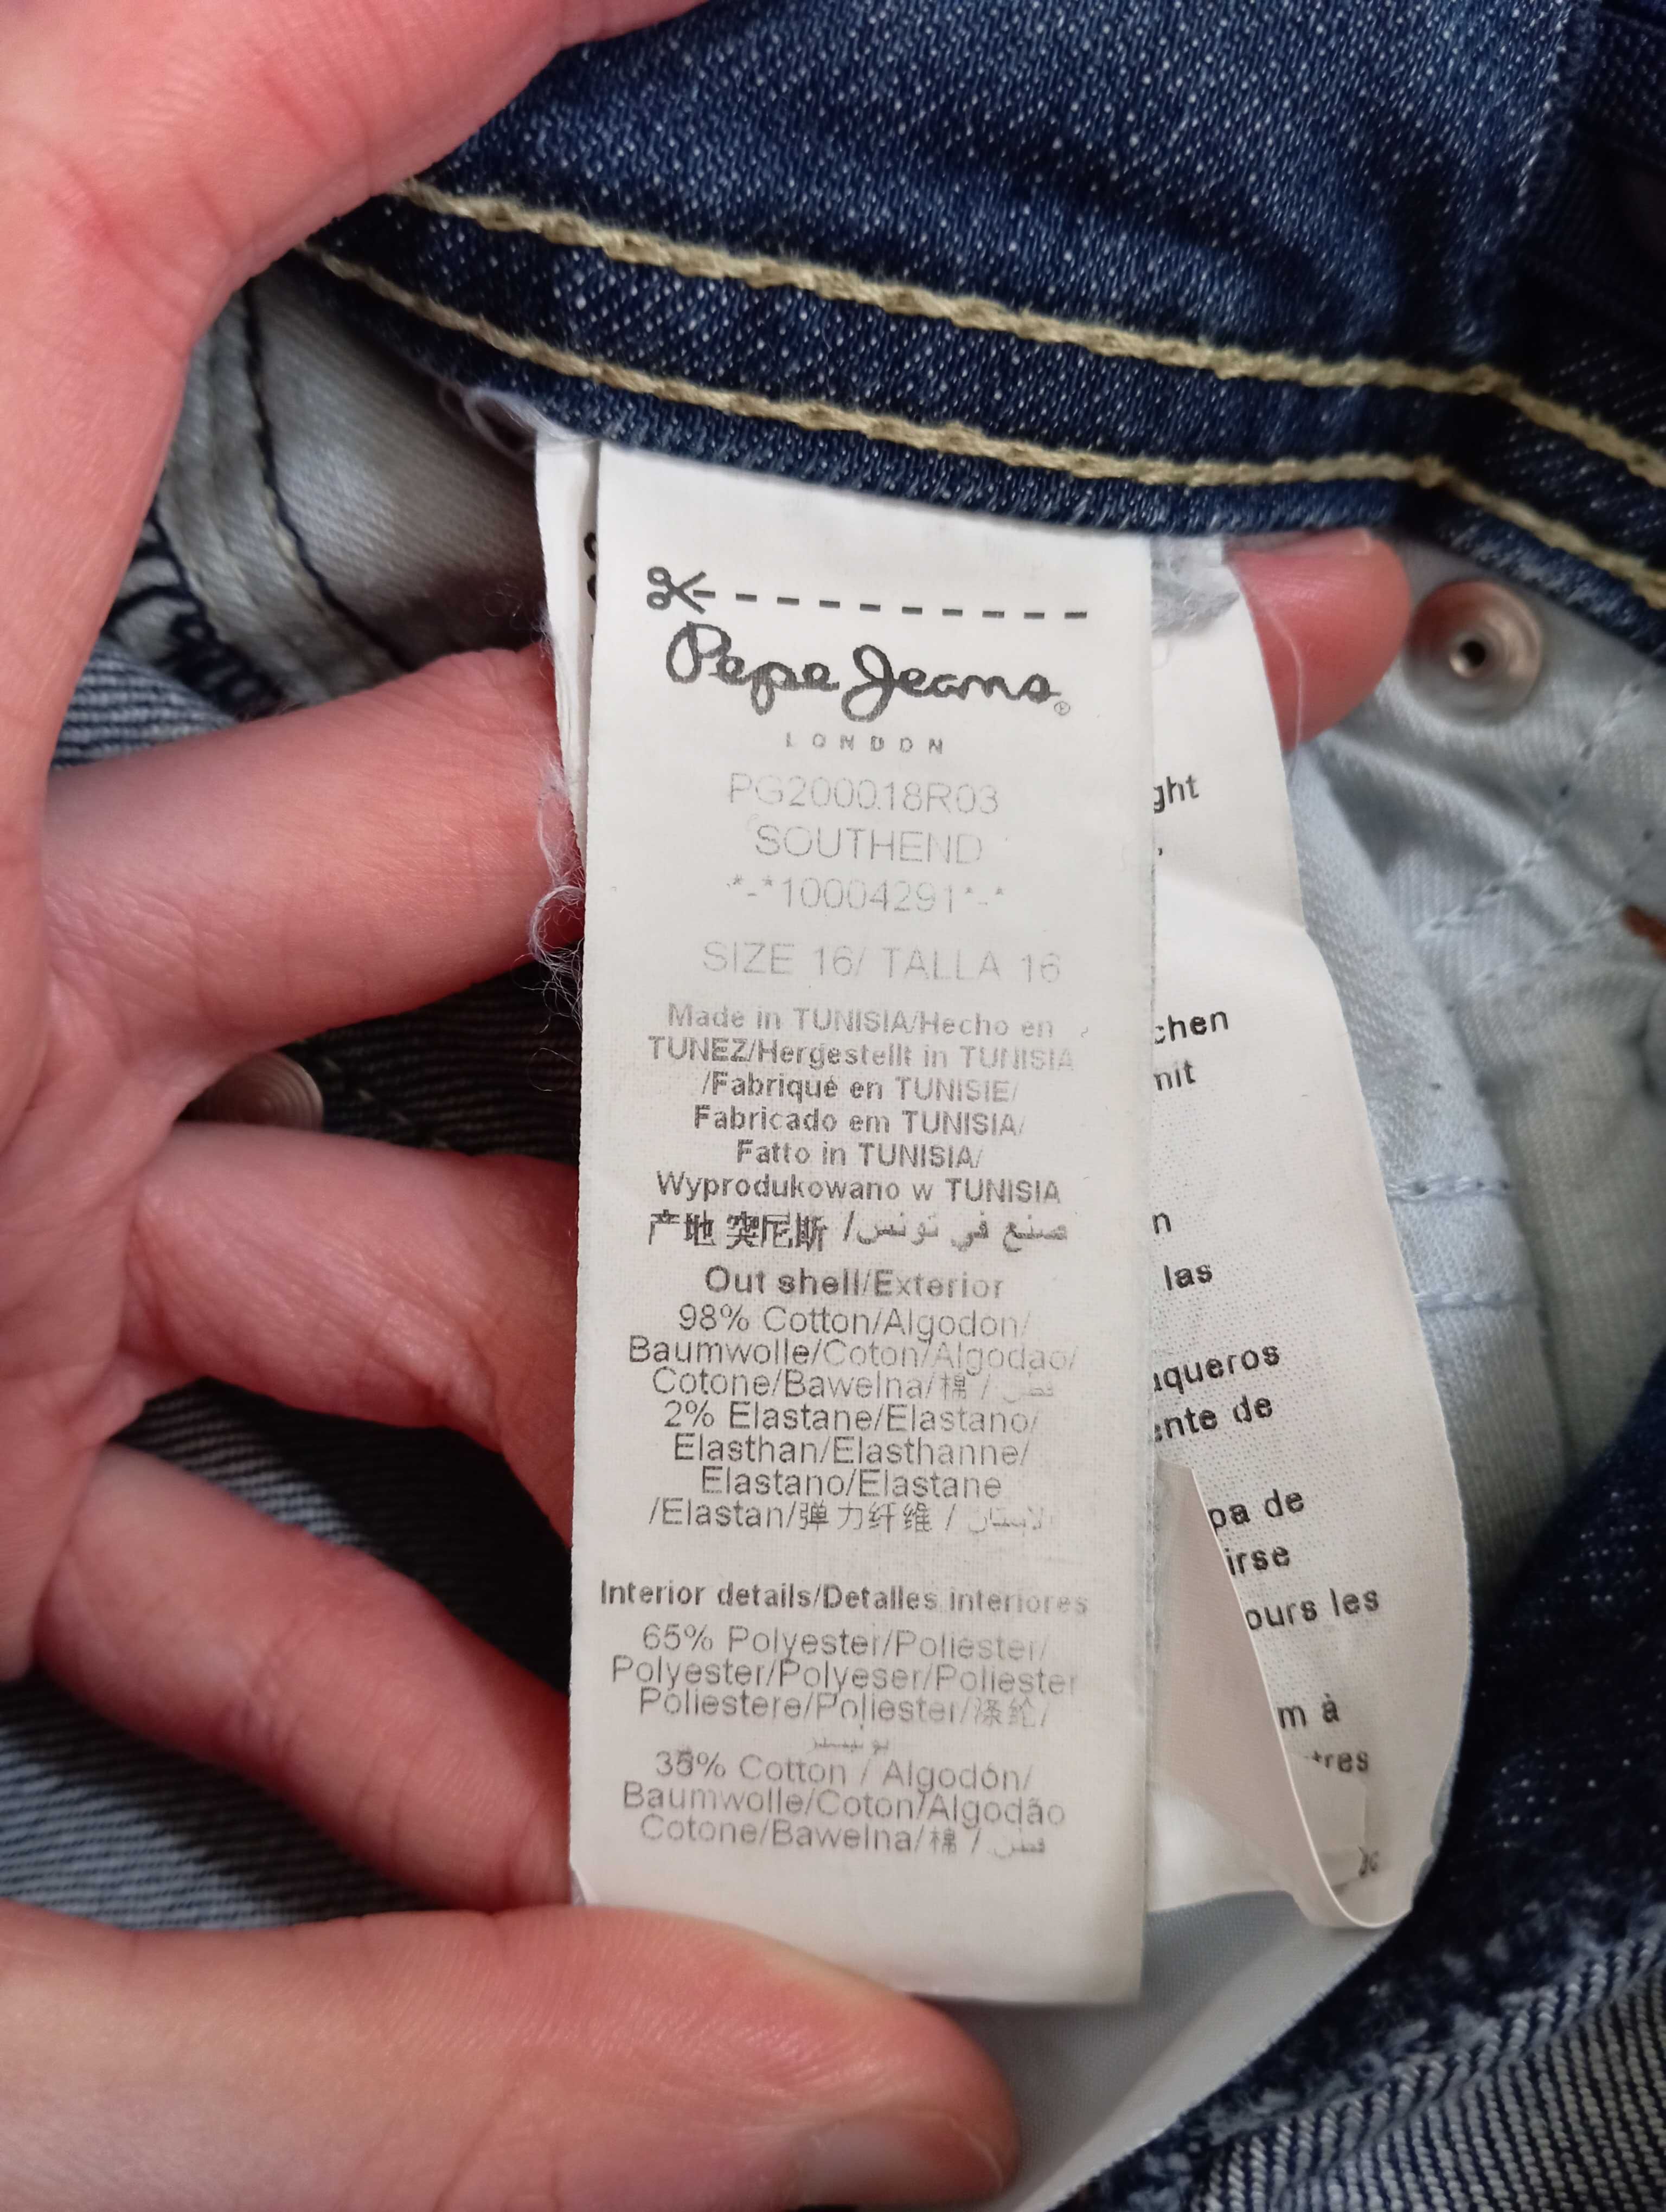 Pepe Jeans®
LONDON
PG200018R03
SOUTHEND
*-*10004291*-*
SIZE 16/ TALLA 16
Made in TUNISIA/Hecho en
TUNEZ/Hergestellt in TUNISIA
/Fabriqué en TUNISIE/
Fabricado em TUNISIA/
Fatto in TUNISIA/
Wyprodukowano w TUNISIA
产地 突尼斯 / صنع في تونس
Out shell/Exterior
98% Cotton/Algodon/
Baumwolle/Coton/Algodao/
Cotone/Bawelna/棉 / قطن
2% Elastane/Elastano/
Elasthan/Elasthanne/
Elastano/Elastane
/Elastan/弹力纤维 /
Interior details/Detalles interiores
65% Polyester/Poliester/
Polyester/Polyeser/Poliester
Poliestere/Poliester/涤纶/
35% Cotton / Algodón/
Baumwolle/Coton/Algodão
Cotone/Bawelna/棉 / قطن
ght
chen
mit
n
las
aqueros
ente de
pa de
irse
ours les
m à
tres